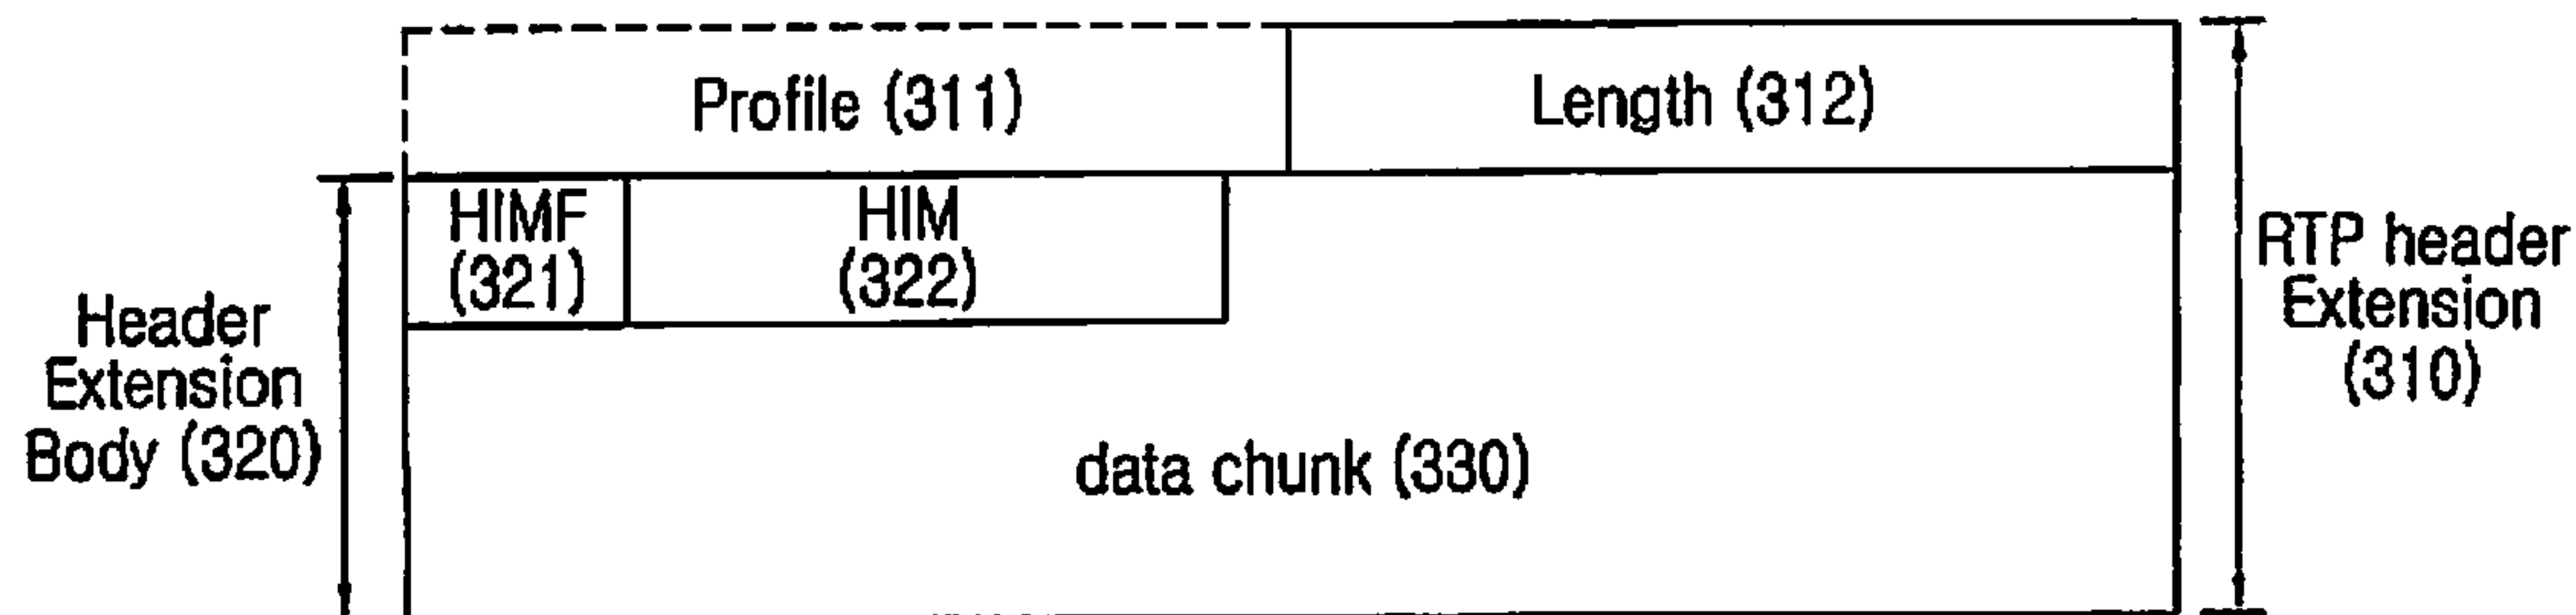 Profile (311)
Length (312)
HIMF
(321)
HIM
(322)
Header
Extension
Body (320)
data chunk (330)
RTP header
Extension
(310)